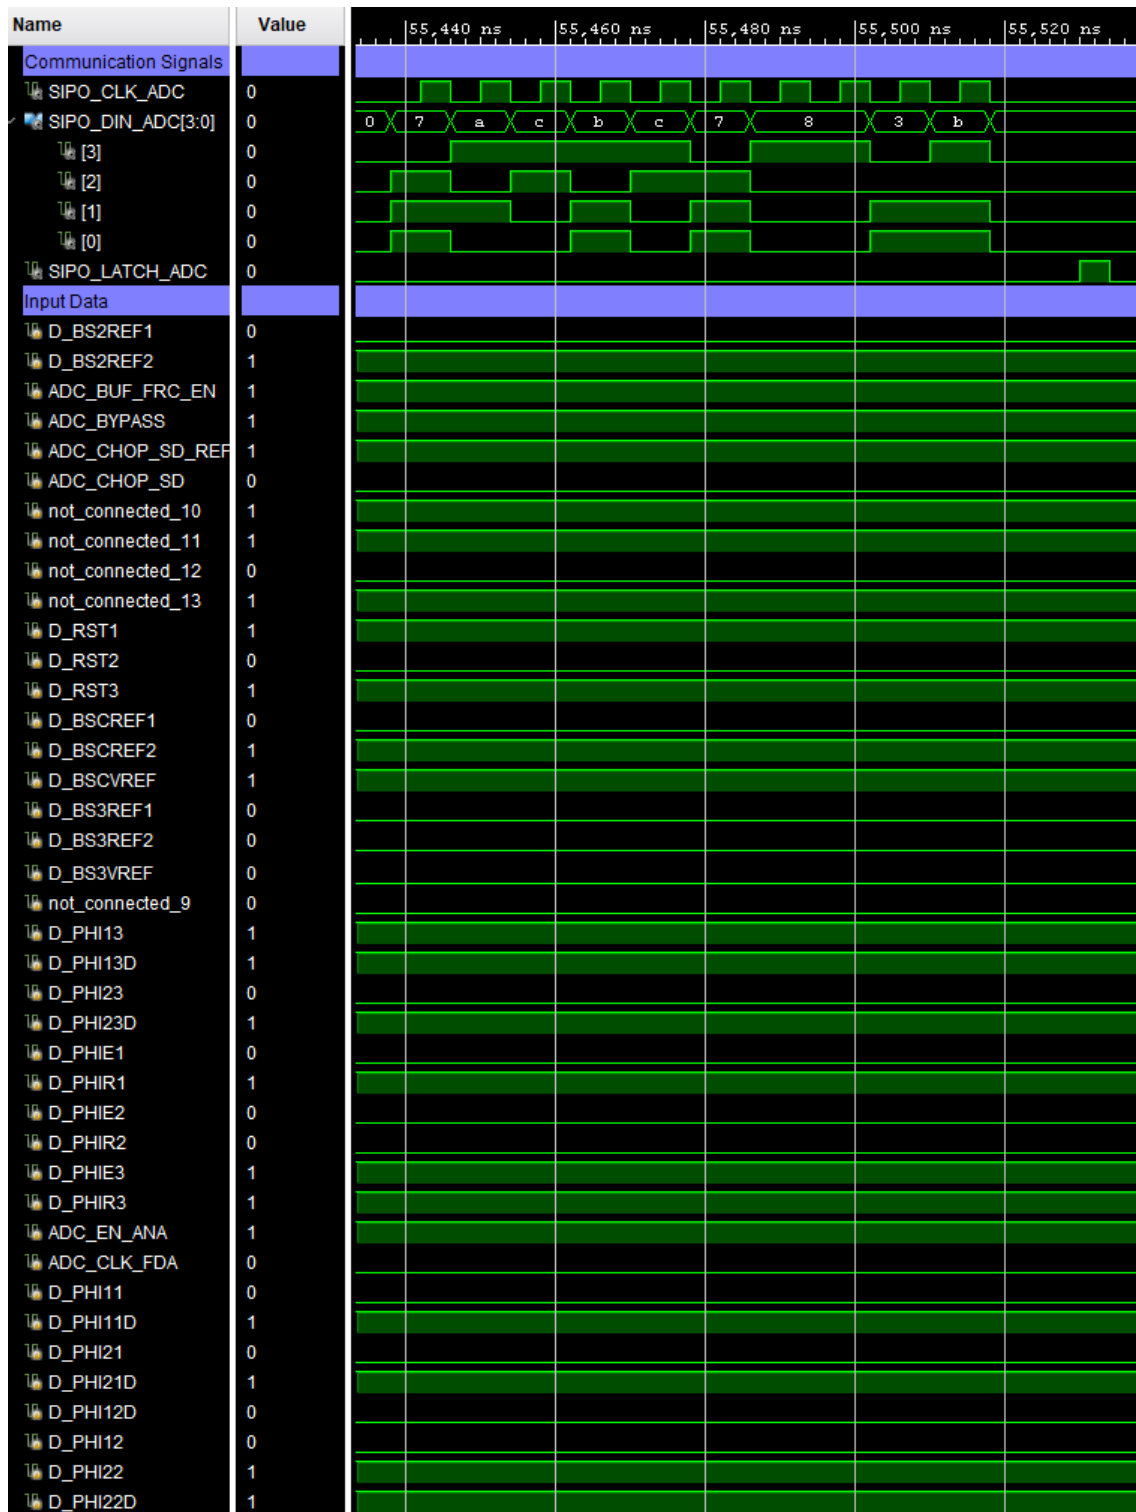 Name Value 55,440 ns 55,460 ns 55,480 ns 55,500 ns 55,520 ns
Communication Signals
SIPO_CLK_ADC 0
SIPO_DIN_ADC[3:0] 0 0 7 a c b c 7 8 3 b
[3] 0
[2] 0
[1] 0
[0] 0
SIPO_LATCH_ADC 0
Input Data
D_BS2REF1 0
D_BS2REF2 1
ADC_BUF_FRC_EN 1
ADC_BYPASS 1
ADC_CHOP_SD_REF 1
ADC_CHOP_SD 0
not_connected_10 1
not_connected_11 1
not_connected_12 0
not_connected_13 1
D_RST1 1
D_RST2 0
D_RST3 1
D_BSCREF1 0
D_BSCREF2 1
D_BSCVREF 1
D_BS3REF1 0
D_BS3REF2 0
D_BS3VREF 0
not_connected_9 0
D_PHI13 1
D_PHI13D 1
D_PHI23 0
D_PHI23D 1
D_PHIE1 0
D_PHIR1 1
D_PHIE2 0
D_PHIR2 0
D_PHIE3 1
D_PHIR3 1
ADC_EN_ANA 1
ADC_CLK_FDA 0
D_PHI11 0
D_PHI11D 1
D_PHI21 0
D_PHI21D 1
D_PHI12D 0
D_PHI12 0
D_PHI22 1
D_PHI22D 1